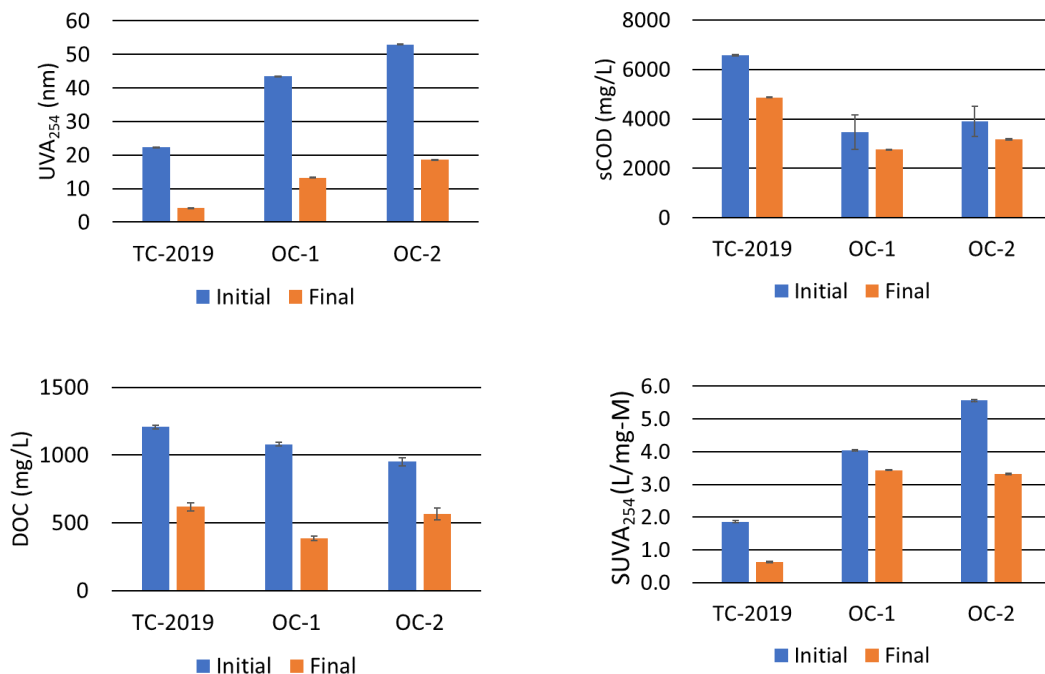 UVA254 (nm)
60
50
40
30
20
10
0
TC-2019 OC-1 OC-2
Initial Final
sCOD (mg/L)
8000
6000
4000
2000
0
TC-2019 OC-1 OC-2
Initial Final
DOC (mg/L)
1500
1000
500
0
TC-2019 OC-1 OC-2
Initial Final
SUVA254 (L/mg-M)
6.0
5.0
4.0
3.0
2.0
1.0
0.0
TC-2019 OC-1 OC-2
Initial Final